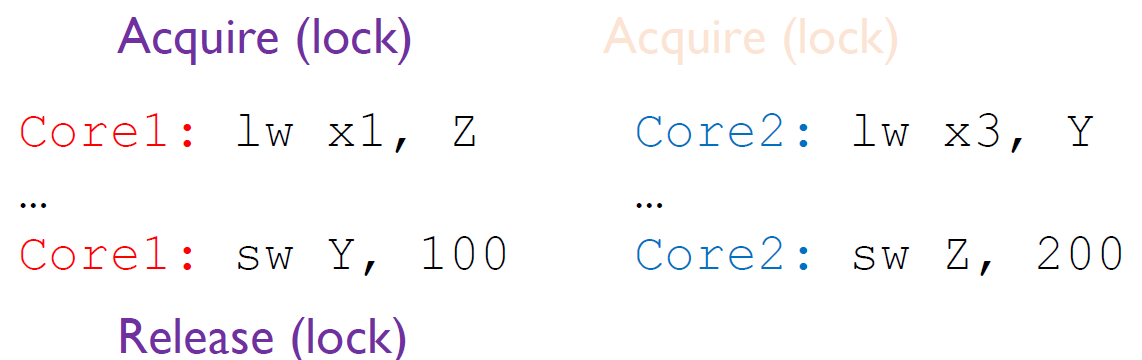 Acquire (lock) Acquire (lock)
Core1: lw x1, Z Core2: lw x3, Y
… …
Core1: sw Y, 100 Core2: sw Z, 200
Release (lock)